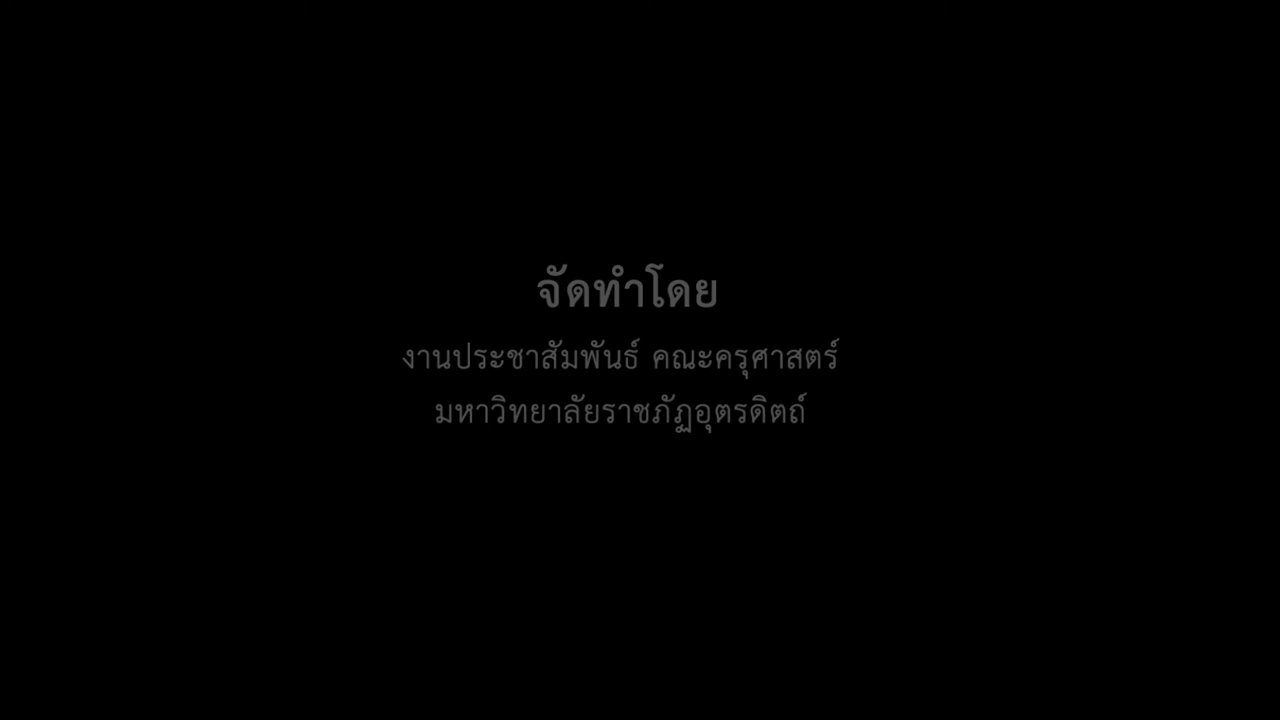 จัดทำโดย
งานประชาสัมพันธ์ คณะครุศาสตร์
มหาวิทยาลัยราชภัฏอุตรดิตถ์